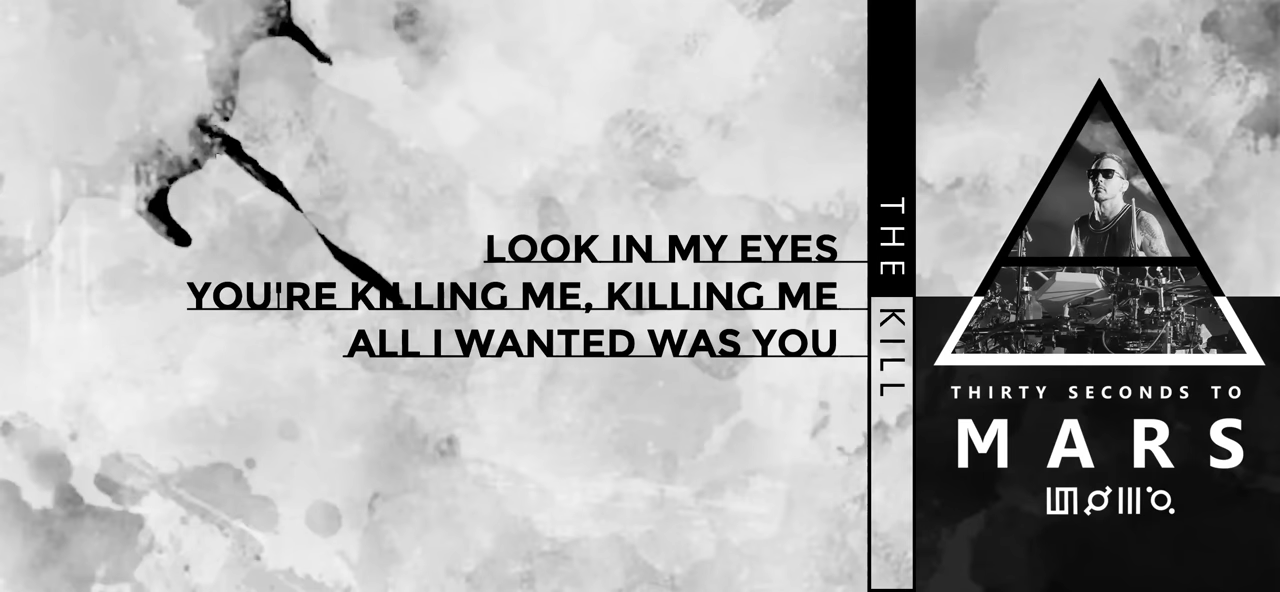 LOOK IN MY EYES
YOU'RE KILLING ME, KILLING ME
ALL I WANTED WAS YOU
THE KILL
THIRTY SECONDS TO
MARS